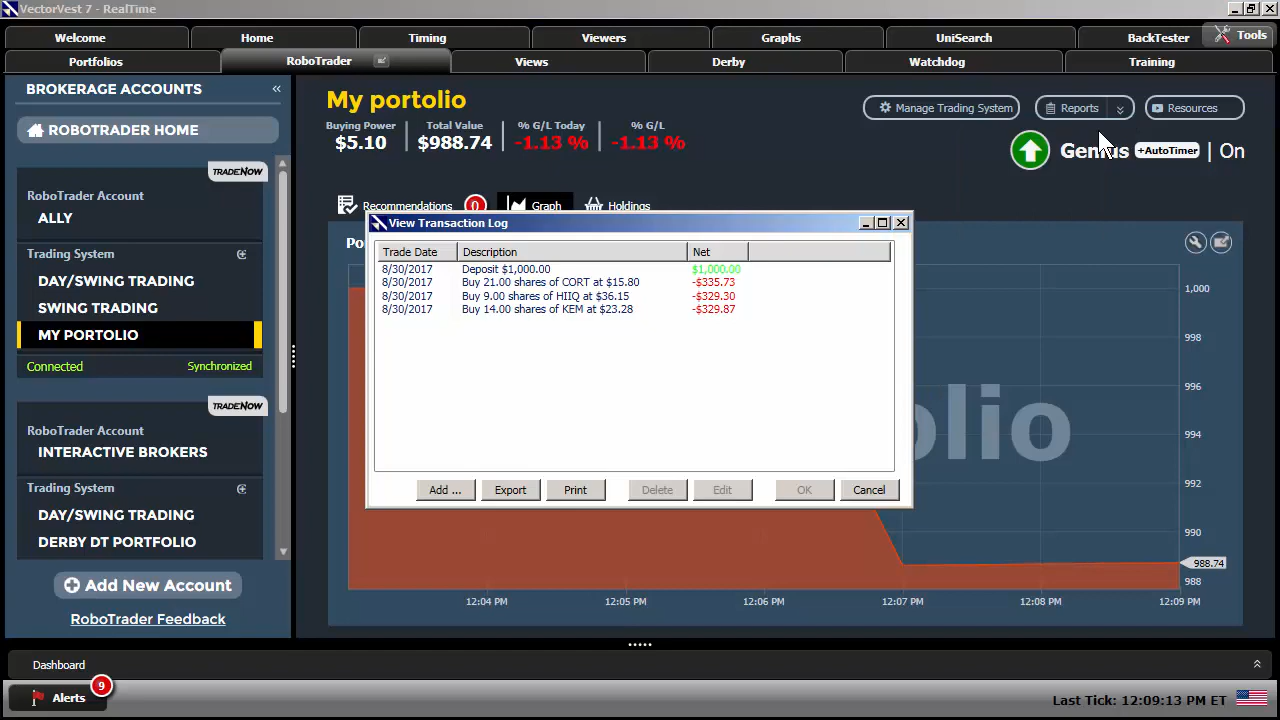 VectorVest 7 - RealTime
Welcome Home Timing Viewers Graphs UniSearch BackTester Tools
Portfolios RoboTrader Views Derby Watchdog Training
BROKERAGE ACCOUNTS «
ROBOTRADER HOME
TRADENOW
RoboTrader Account
ALLY
Trading System
DAY/SWING TRADING
SWING TRADING
MY PORTOLIO
Connected Synchronized
TRADENOW
RoboTrader Account
INTERACTIVE BROKERS
Trading System
DAY/SWING TRADING
DERBY DT PORTFOLIO
Add New Account
RoboTrader Feedback
My portolio
Buying Power Total Value % G/L Today % G/L
$5.10 $988.74 -1.13 % -1.13 %
Manage Trading System Reports Resources
Genius +AutoTimer | On
Recommendations 0 Graph Holdings
Po
View Transaction Log
Trade Date Description Net
8/30/2017 Deposit $1,000.00 $1,000.00
8/30/2017 Buy 21.00 shares of CORT at $15.80 -$335.73
8/30/2017 Buy 9.00 shares of HIIQ at $36.15 -$329.30
8/30/2017 Buy 14.00 shares of KEM at $23.28 -$329.87
Add ... Export Print Delete Edit OK Cancel
olio
1,000
998
996
994
992
990
988.74
988
12:04 PM 12:05 PM 12:06 PM 12:07 PM 12:08 PM 12:09 PM
Dashboard
Alerts 9
Last Tick: 12:09:13 PM ET